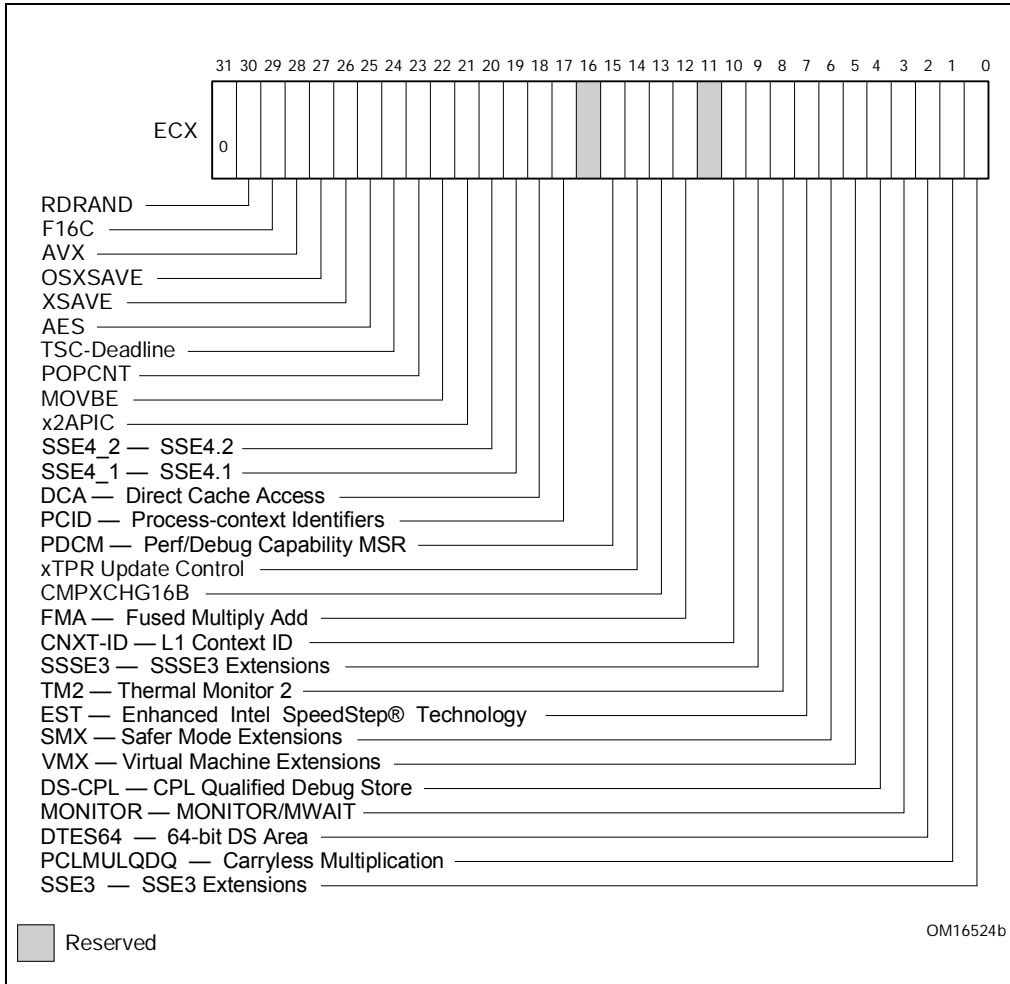 31 30 29 28 27 26 25 24 23 22 21 20 19 18 17 16 15 14 13 12 11 10 9 8 7 6 5 4 3 2 1 0
ECX
0
RDRAND
F16C
AVX
OSXSAVE
XSAVE
AES
TSC-Deadline
POPCNT
MOVBE
x2APIC
SSE4_2 — SSE4.2
SSE4_1 — SSE4.1
DCA — Direct Cache Access
PCID — Process-context Identifiers
PDCM — Perf/Debug Capability MSR
xTPR Update Control
CMPXCHG16B
FMA — Fused Multiply Add
CNXT-ID — L1 Context ID
SSSE3 — SSSE3 Extensions
TM2 — Thermal Monitor 2
EST — Enhanced Intel SpeedStep® Technology
SMX — Safer Mode Extensions
VMX — Virtual Machine Extensions
DS-CPL — CPL Qualified Debug Store
MONITOR — MONITOR/MWAIT
DTES64 — 64-bit DS Area
PCLMULQDQ — Carryless Multiplication
SSE3 — SSE3 Extensions
Reserved
OM16524b